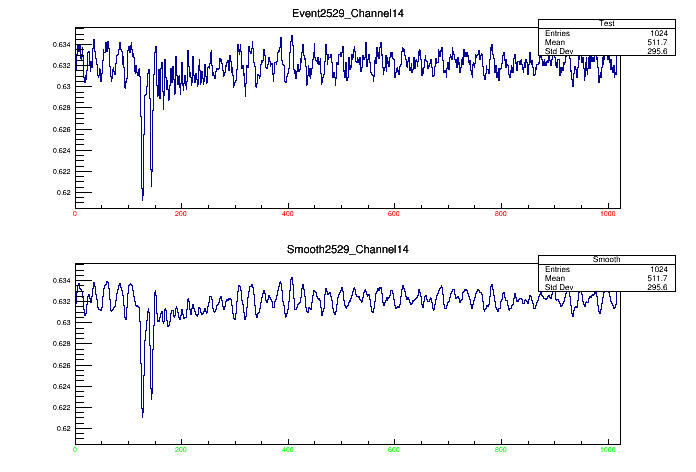 Event2529_Channel14
Test
Entries 1024
Mean 511.7
Std Dev 295.6
0.634
0.632
0.63
0.628
0.626
0.624
0.622
0.62
0 200 400 600 800 1000
Smooth2529_Channel14
Smooth
Entries 1024
Mean 511.7
Std Dev 295.6
0.634
0.632
0.63
0.628
0.626
0.624
0.622
0.62
0 200 400 600 800 1000